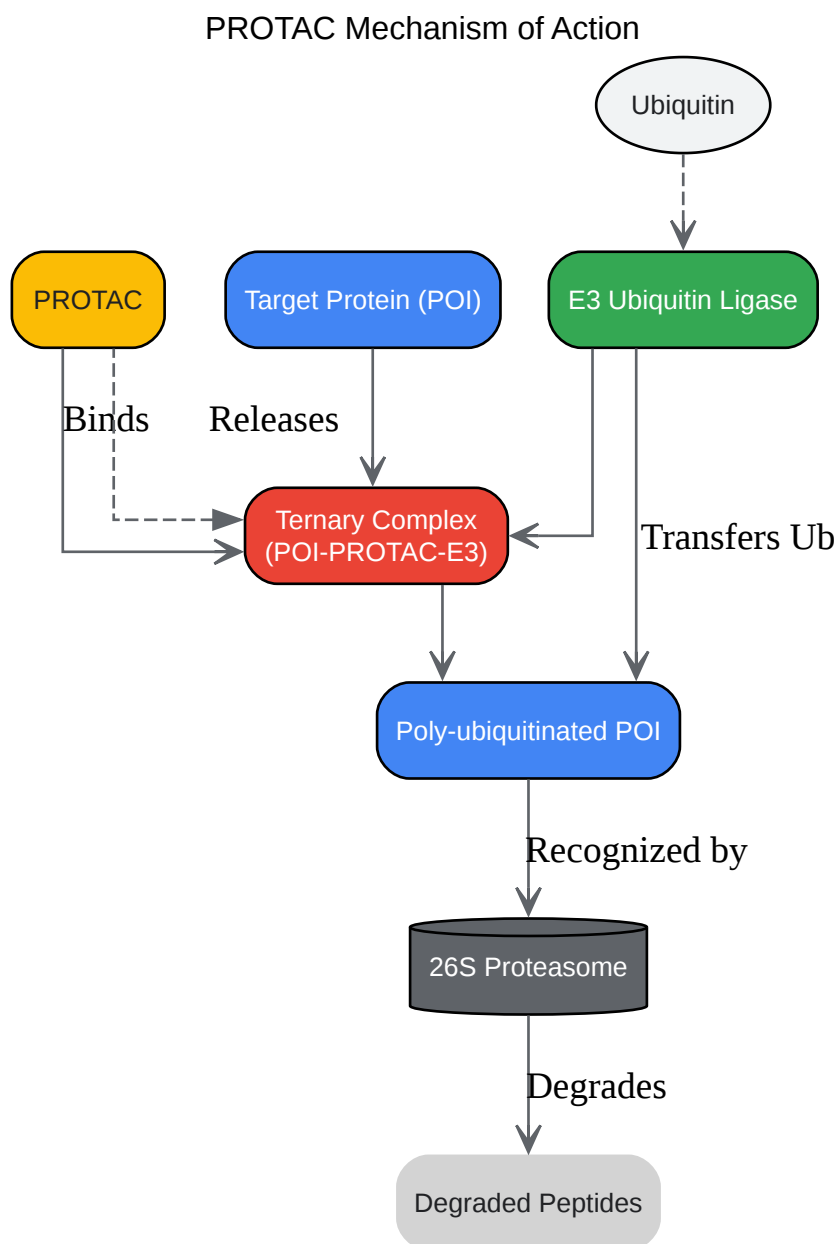 PROTAC Mechanism of Action
Ubiquitin
PROTAC
Target Protein (POI)
E3 Ubiquitin Ligase
Binds
Releases
Ternary Complex
(POI-PROTAC-E3)
Transfers Ub
Poly-ubiquitinated POI
Recognized by
26S Proteasome
Degrades
Degraded Peptides